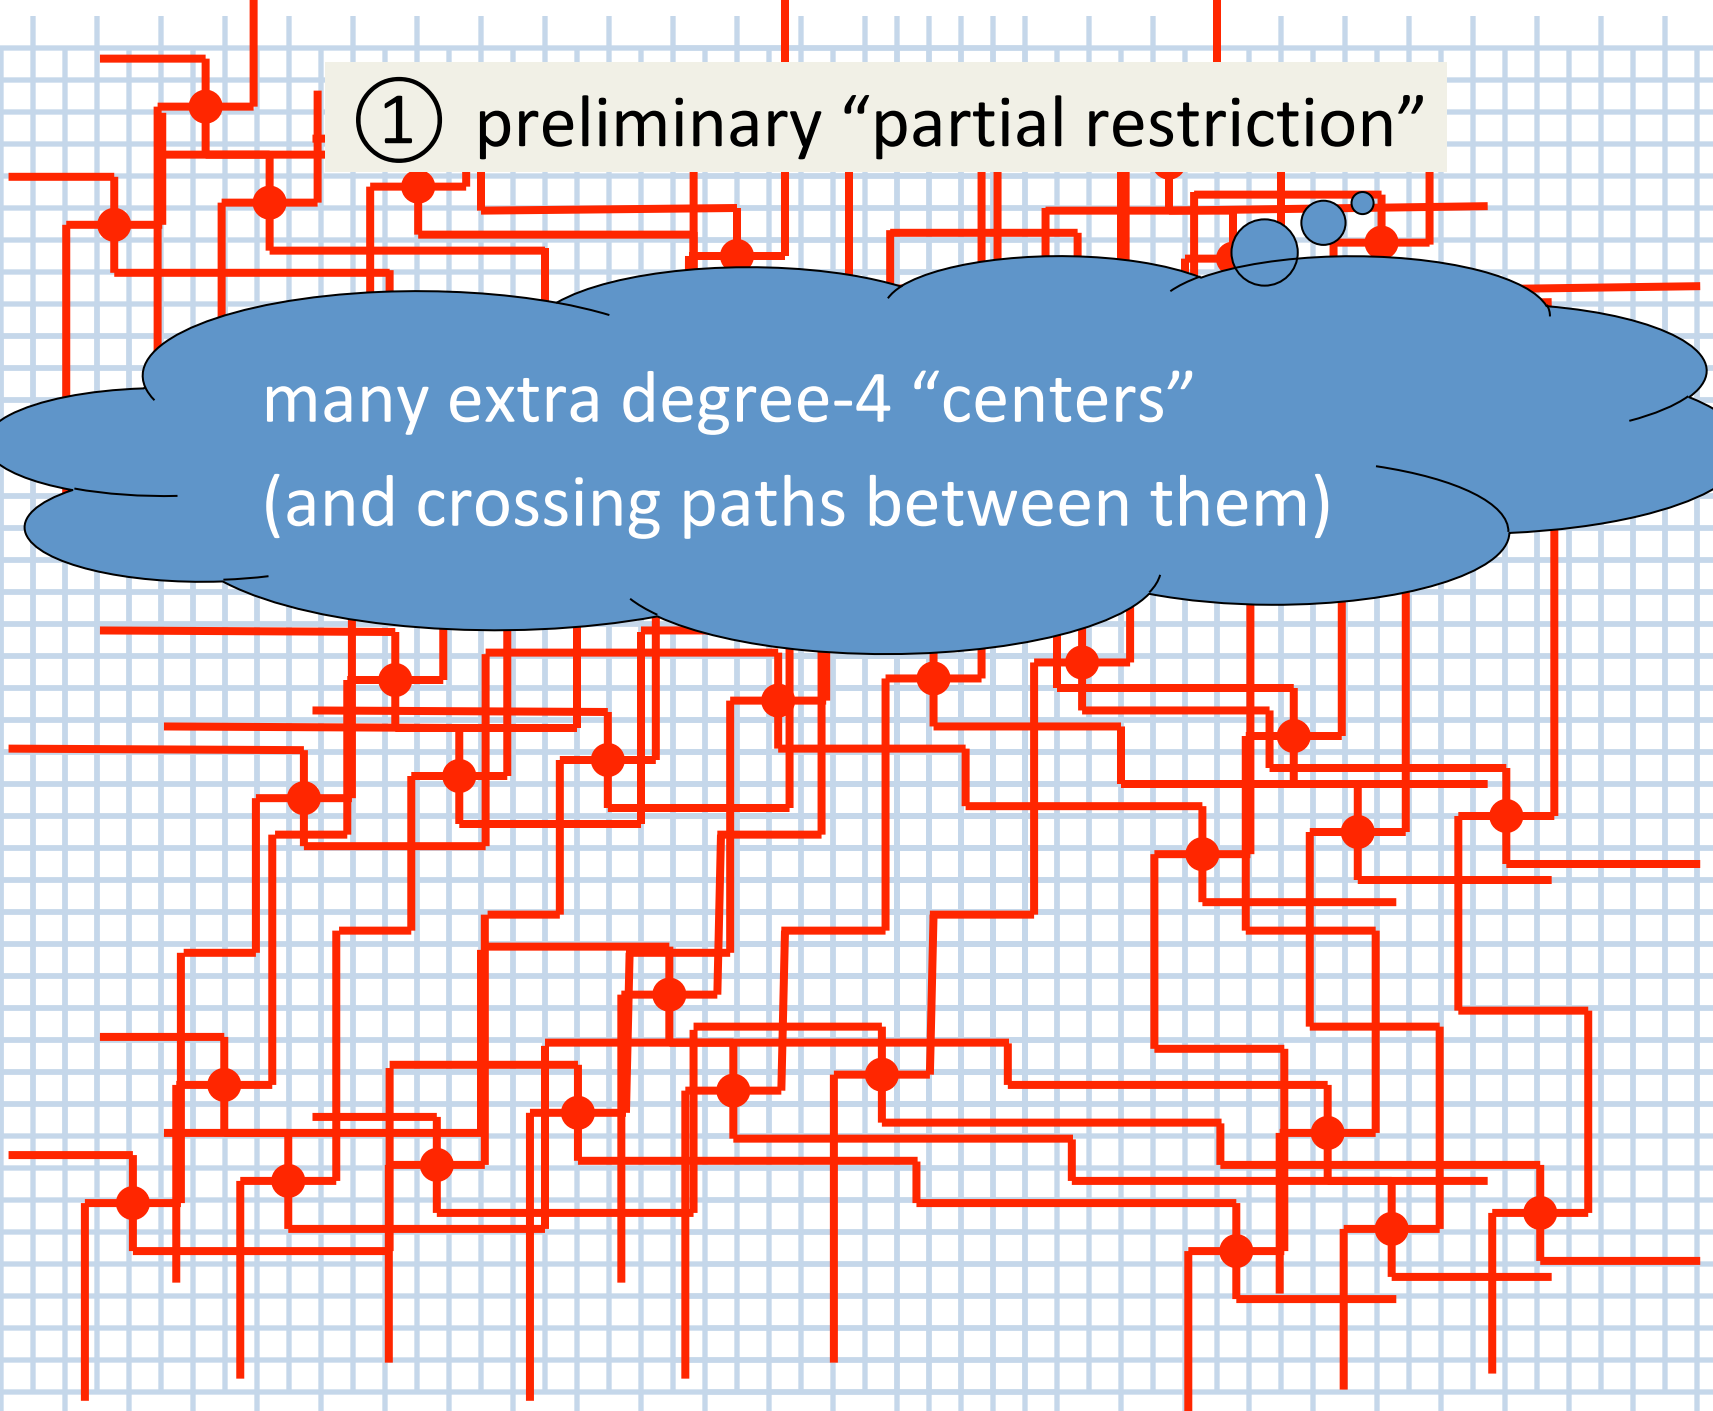 ① preliminary “partial restriction”
many extra degree-4 “centers”
(and crossing paths between them)